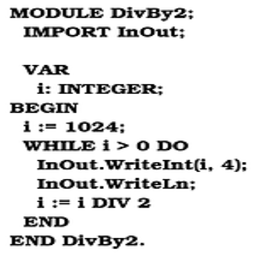 MODULE DivBy2;
IMPORT InOut;
VAR
i: INTEGER;
BEGIN
i := 1024;
WHILE i > 0 DO
InOut.WriteInt(i, 4);
InOut.WriteLn;
i := i DIV 2
END
END DivBy2.